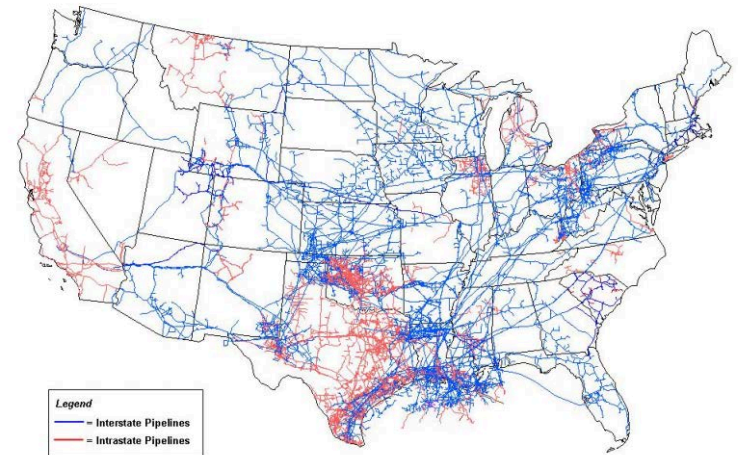 Legend
= Interstate Pipelines
= Intrastate Pipelines